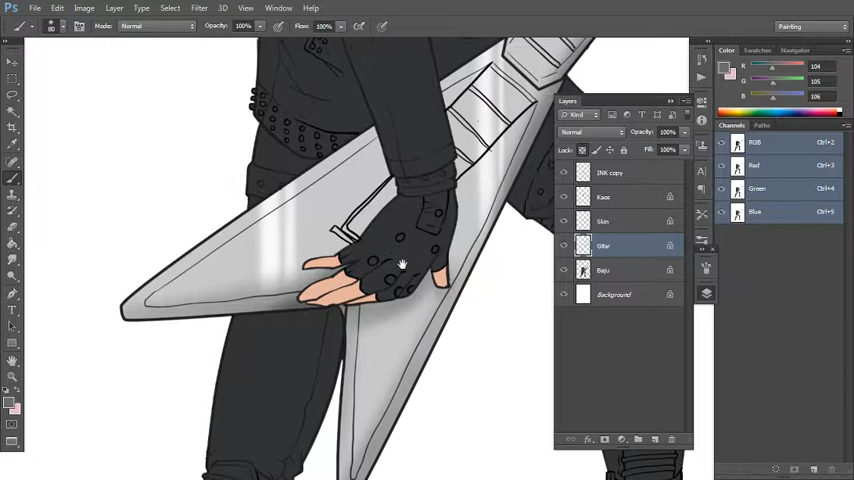 Ps File Edit Image Layer Type Select Filter 3D View Window Help
80 Mode: Normal Opacity: 100% Flow: 100% Painting
Color Swatches Navigator
R 104
G 105
B 106
Layers
Kind
Normal Opacity: 100%
Lock: Fill: 100%
INK copy
Kaos
Skin
Gitar
Baju
Background
fx
Channels Paths
RGB Ctrl+2
Red Ctrl+3
Green Ctrl+4
Blue Ctrl+5